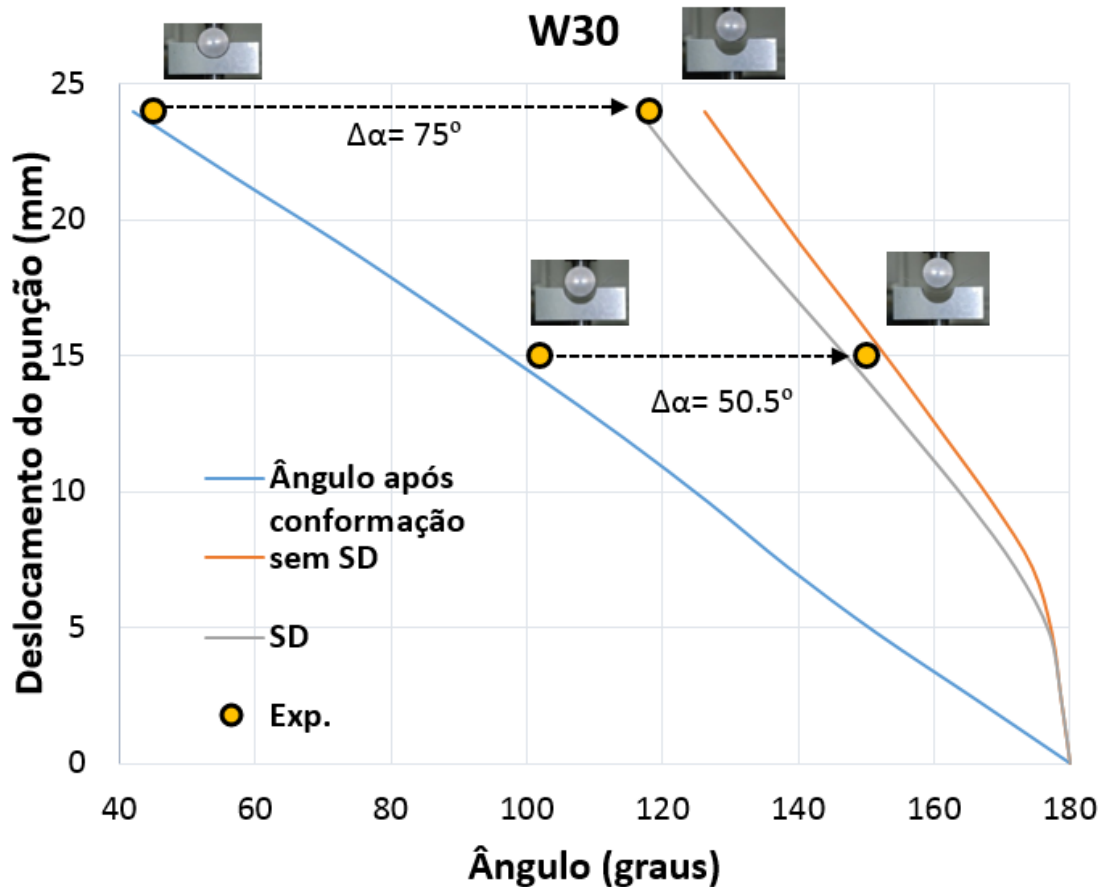 W30
Deslocamento do punção (mm)
25
20
15
10
5
0
Δα= 75º
Δα= 50.5º
Ângulo após
conformação
sem SD
SD
Exp.
40 60 80 100 120 140 160 180
Ângulo (graus)